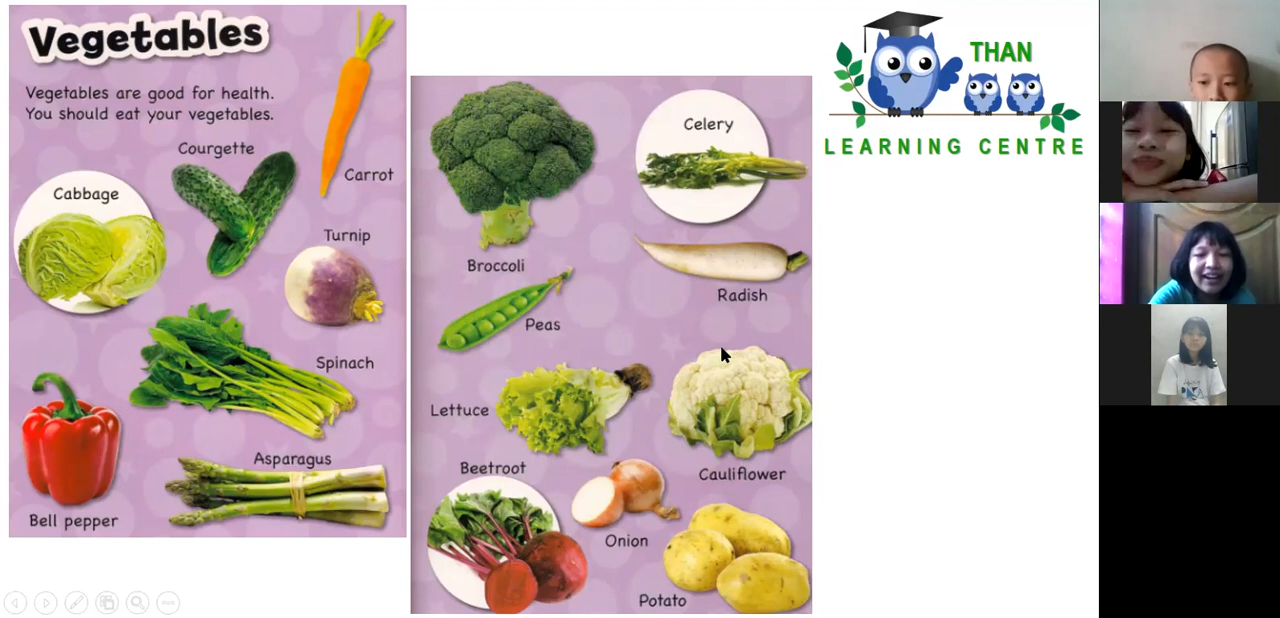 Vegetables
Vegetables are good for health.
You should eat your vegetables.
Courgette
Carrot
Cabbage
Turnip
Spinach
Asparagus
Bell pepper
Broccoli
Celery
Radish
Peas
Lettuce
Cauliflower
Beetroot
Onion
Potato
THAN
LEARNING CENTRE